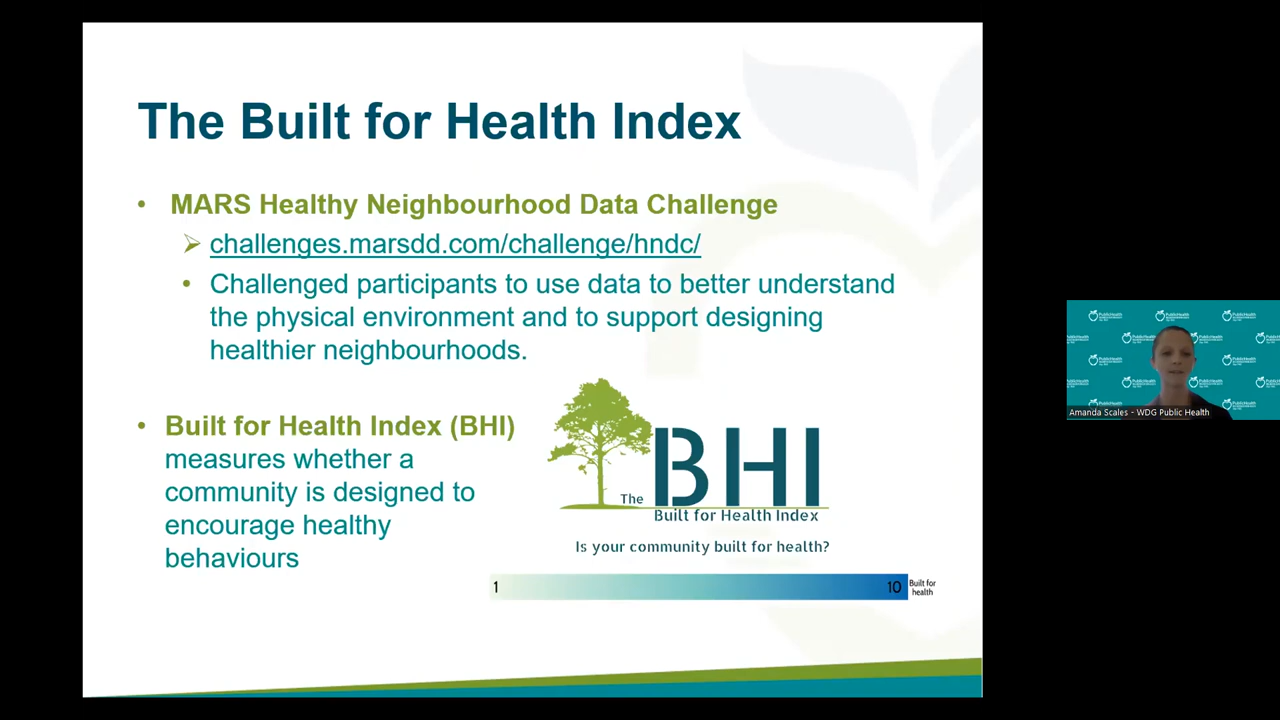 The Built for Health Index
• MARS Healthy Neighbourhood Data Challenge
➢ challenges.marsdd.com/challenge/hndc/
• Challenged participants to use data to better understand
the physical environment and to support designing
healthier neighbourhoods.
• Built for Health Index (BHI)
measures whether a
community is designed to
encourage healthy
behaviours
The BHI
Built for Health Index
Is your community built for health?
1
10
Built for
health
PublicHealth
Amanda Scales - WDG Public Health